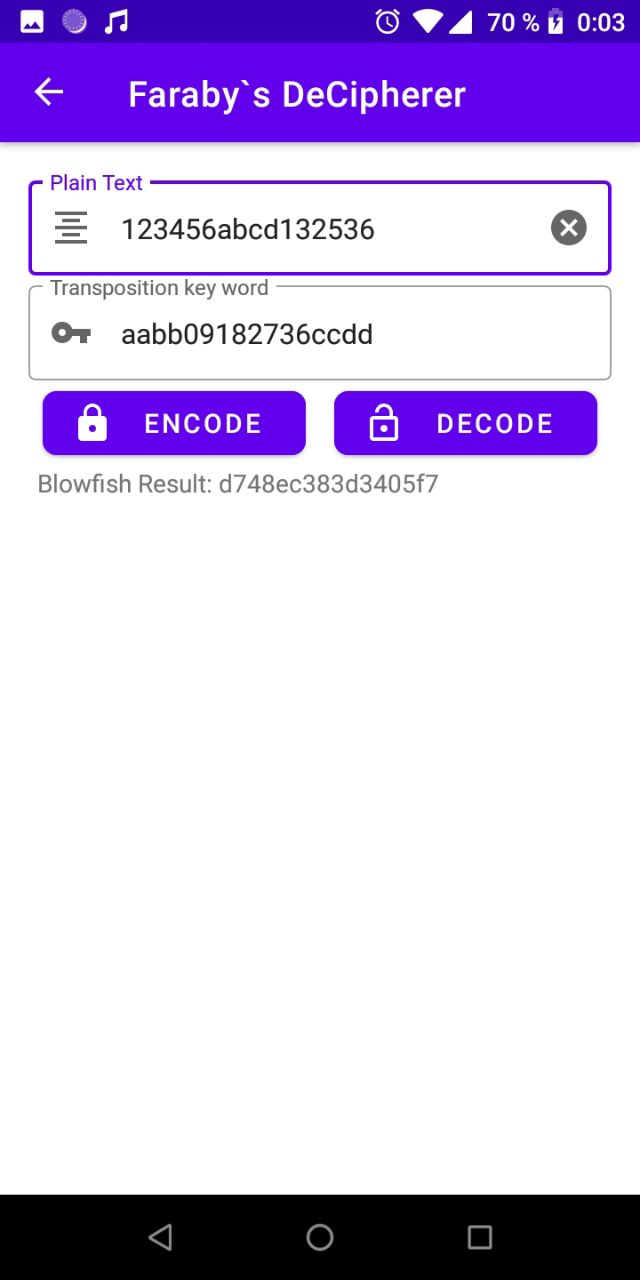 70 % 0:03
Faraby`s DeCipherer
Plain Text
123456abcd132536
Transposition key word
aabb09182736ccdd
ENCODE DECODE
Blowfish Result: d748ec383d3405f7